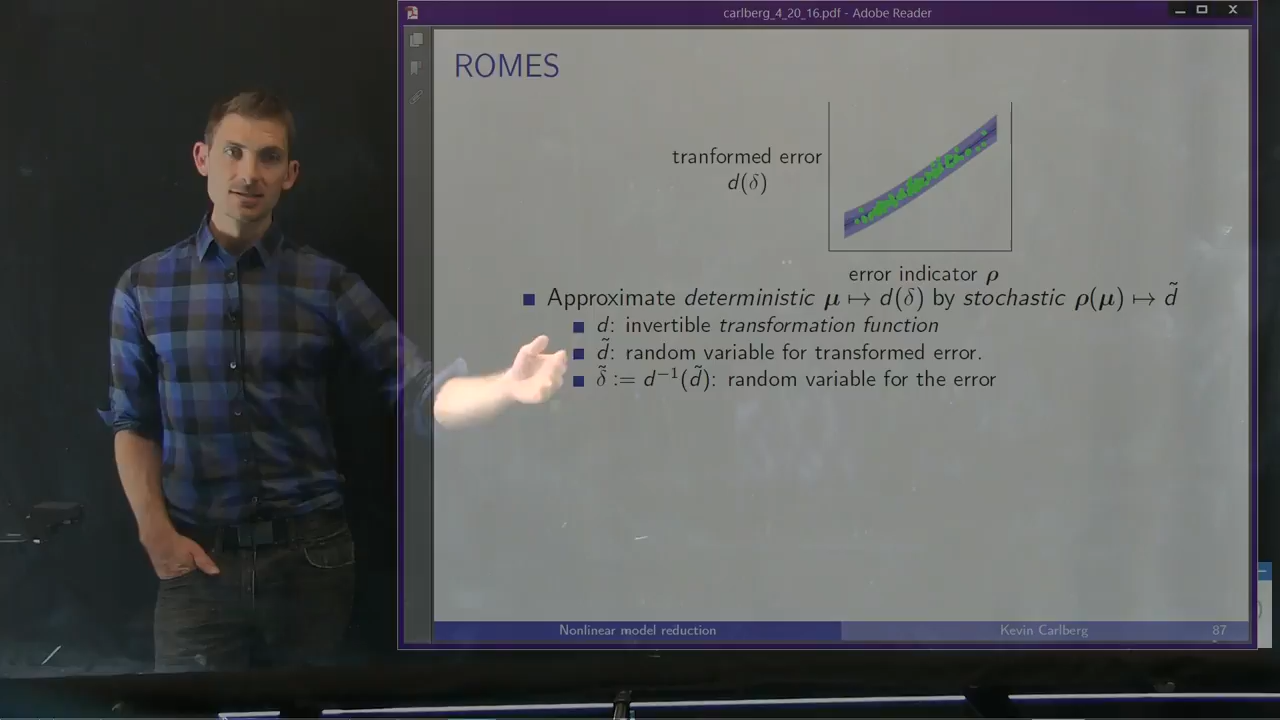 carlberg_4_20_16.pdf - Adobe Reader
ROMES
tranformed error
d(δ)
error indicator ρ
Approximate deterministic μ ↦ d(δ) by stochastic ρ(μ) ↦ d̃
d: invertible transformation function
d̃: random variable for transformed error.
δ̃ := d⁻¹(d̃): random variable for the error
Nonlinear model reduction Kevin Carlberg 87